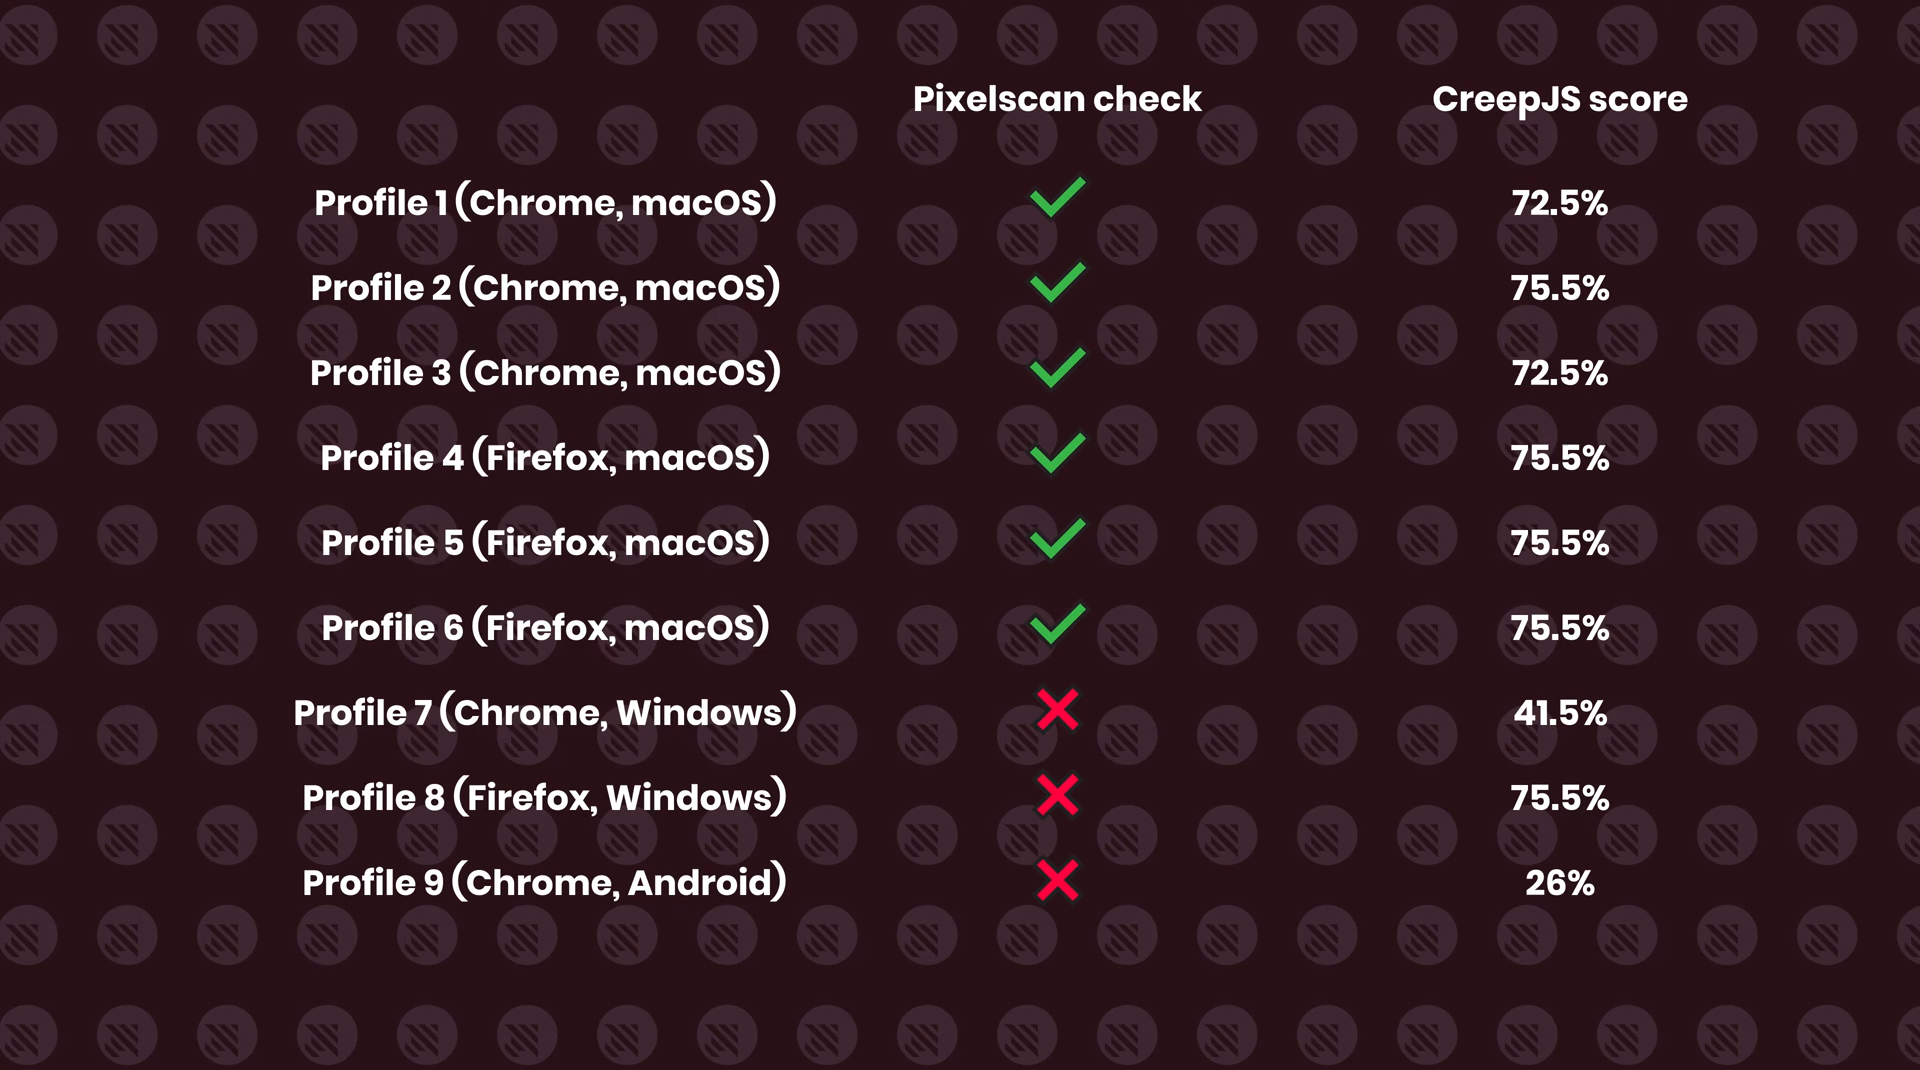 Pixelscan check CreepJS score
Profile 1 (Chrome, macOS) 72.5%
Profile 2 (Chrome, macOS) 75.5%
Profile 3 (Chrome, macOS) 72.5%
Profile 4 (Firefox, macOS) 75.5%
Profile 5 (Firefox, macOS) 75.5%
Profile 6 (Firefox, macOS) 75.5%
Profile 7 (Chrome, Windows) 41.5%
Profile 8 (Firefox, Windows) 75.5%
Profile 9 (Chrome, Android) 26%